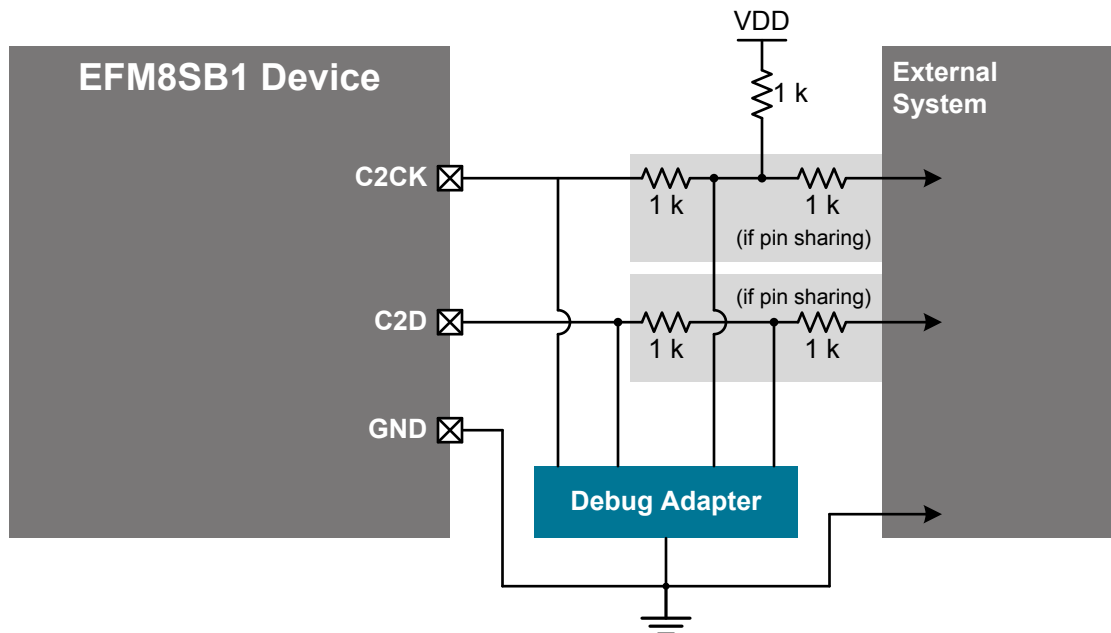 VDD
EFM8SB1 Device
1 k
External
System
C2CK
1 k
1 k
(if pin sharing)
(if pin sharing)
C2D
1 k
1 k
GND
Debug Adapter